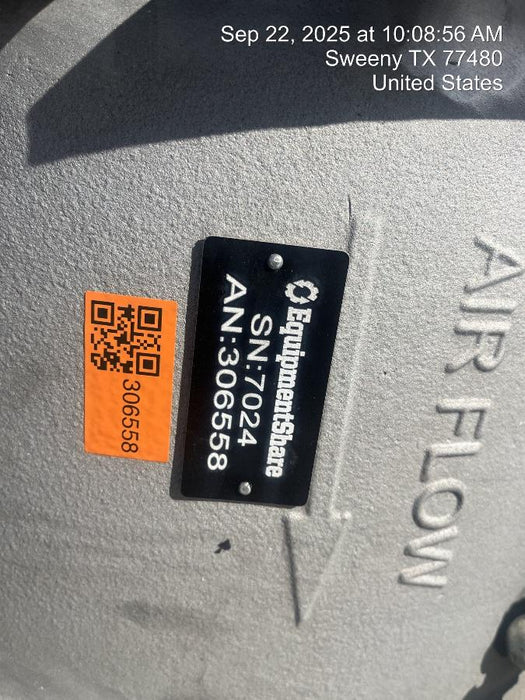 Sep 22, 2025 at 10:08:56 AM
Sweeny TX 77480
United States
AIR FLOW
EquipmentShare
SN:7024
AN:306558
306558